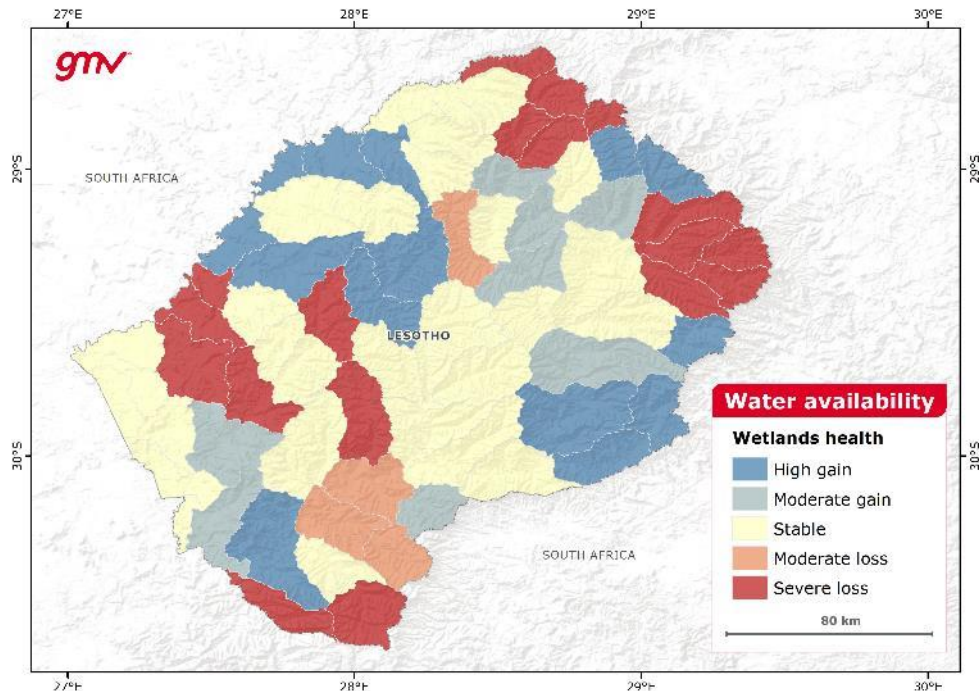 27°E 28°E 29°E 30°E
gmv
29°S 29°S
SOUTH AFRICA
LESOTHO
Water availability
Wetlands health
High gain
Moderate gain
Stable
Moderate loss
Severe loss
80 km
30°S 30°S
SOUTH AFRICA
27°E 28°E 29°E 30°E